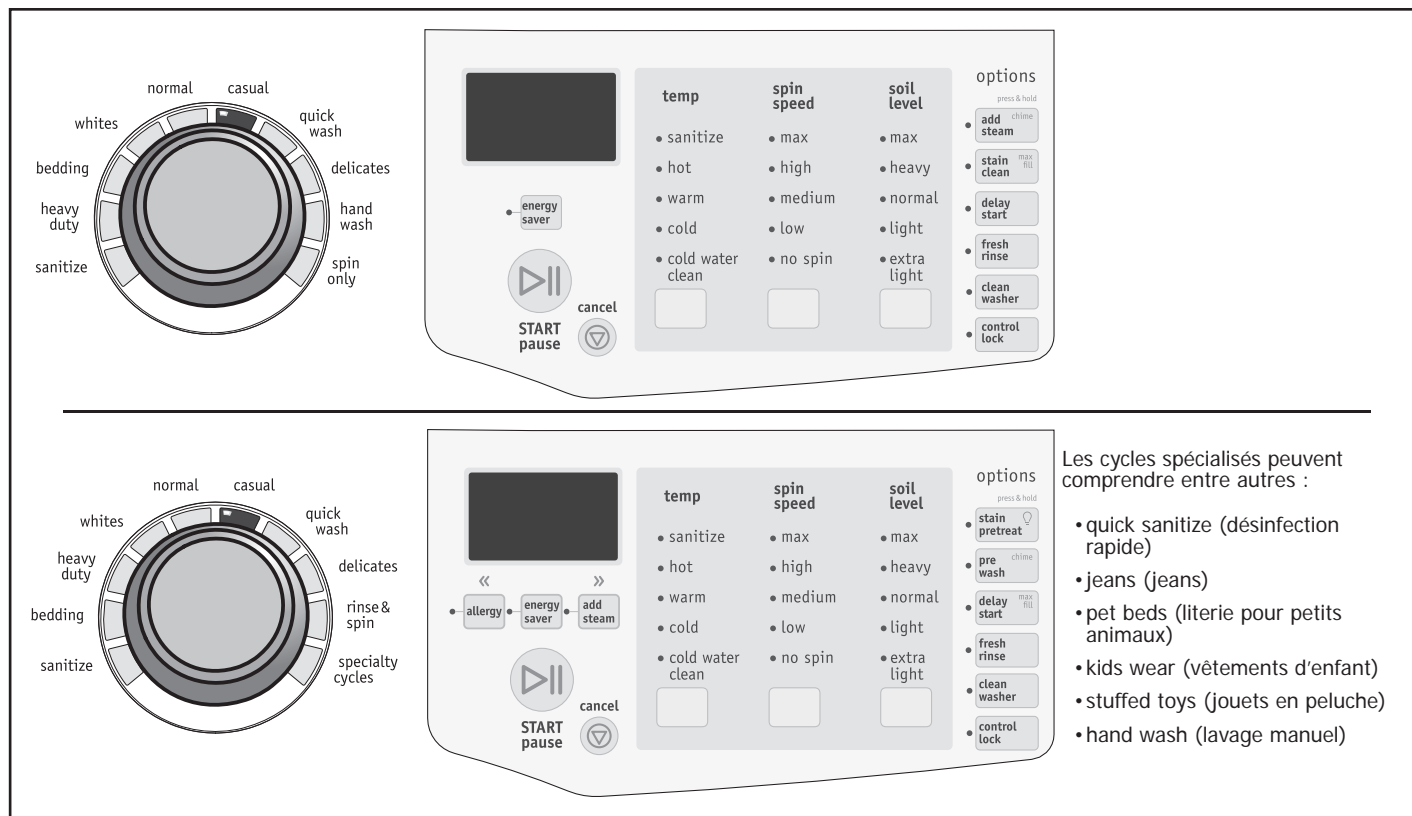 normal
casual
whites
quick
wash
bedding
delicates
heavy
duty
hand
wash
sanitize
spin
only
energy
saver
START
pause
cancel
temp
• sanitize
• hot
• warm
• cold
• cold water
clean
spin
speed
• max
• high
• medium
• low
• no spin
soil
level
• max
• heavy
• normal
• light
• extra
light
options
press & hold
add
steam
chime
stain
clean
max
fill
delay
start
fresh
rinse
clean
washer
control
lock
normal
casual
whites
quick
wash
heavy
duty
delicates
bedding
rinse &
spin
sanitize
specialty
cycles
«
»
allergy
energy
saver
add
steam
START
pause
cancel
temp
• sanitize
• hot
• warm
• cold
• cold water
clean
spin
speed
• max
• high
• medium
• low
• no spin
soil
level
• max
• heavy
• normal
• light
• extra
light
options
press & hold
stain
pretreat
pre
wash
chime
delay
start
max
fill
fresh
rinse
clean
washer
control
lock
Les cycles spécialisés peuvent
comprendre entre autres :
• quick sanitize (désinfection
rapide)
• jeans (jeans)
• pet beds (literie pour petits
animaux)
• kids wear (vêtements d'enfant)
• stuffed toys (jouets en peluche)
• hand wash (lavage manuel)